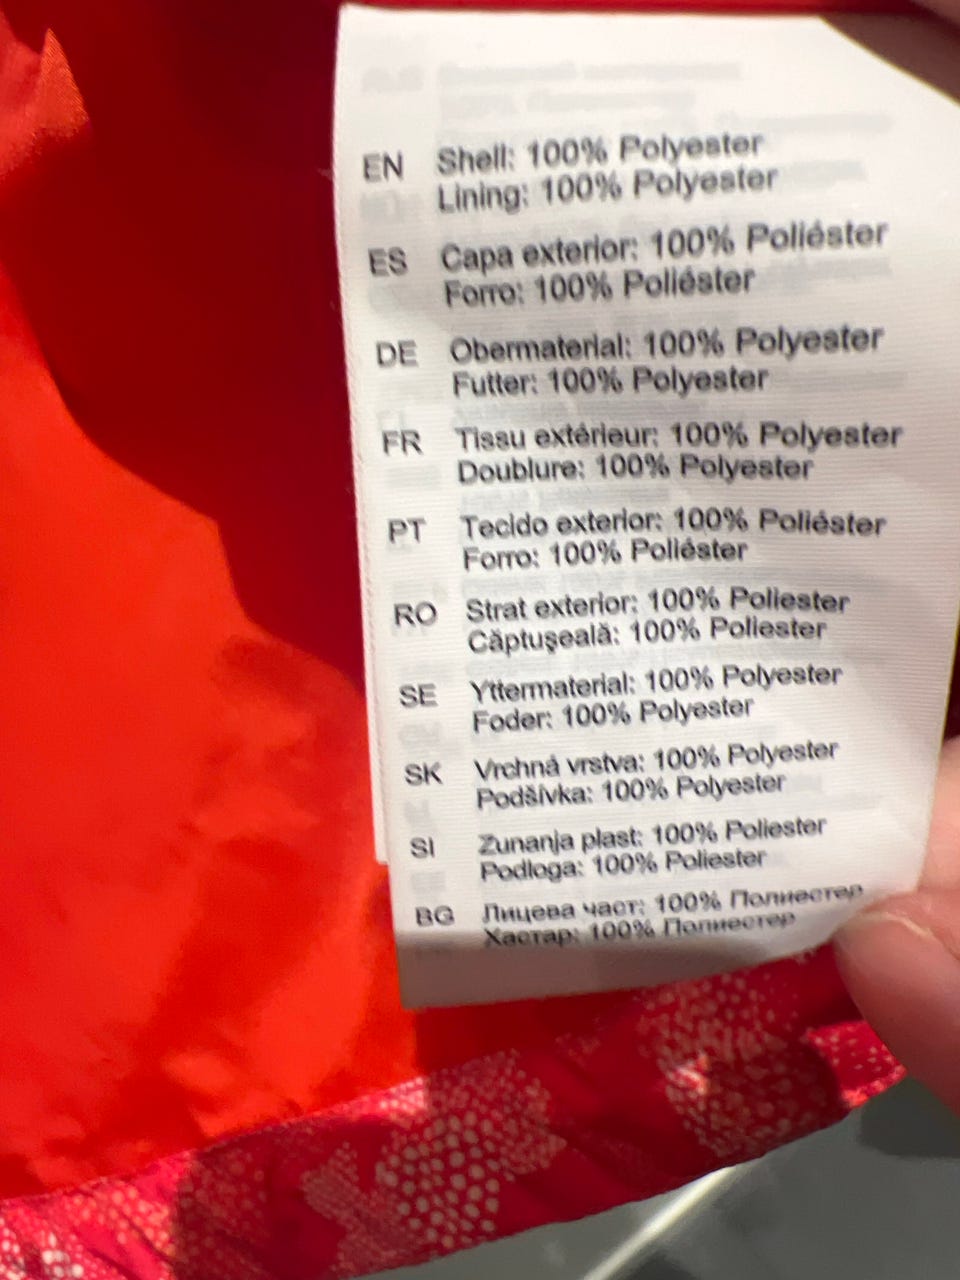 EN Shell: 100% Polyester
Lining: 100% Polyester
ES Capa exterior: 100% Poliéster
Forro: 100% Poliéster
DE Obermaterial: 100% Polyester
Futter: 100% Polyester
FR Tissu extérieur: 100% Polyester
Doublure: 100% Polyester
PT Tecido exterior: 100% Poliéster
Forro: 100% Poliéster
RO Strat exterior: 100% Poliester
Căptuşeală: 100% Poliester
SE Yttermaterial: 100% Polyester
Foder: 100% Polyester
SK Vrchná vrstva: 100% Polyester
Podšívka: 100% Polyester
SI Zunanja plast: 100% Poliester
Podloga: 100% Poliester
BG Лицева част: 100% Полиестер
Хастар: 100% Полиестер